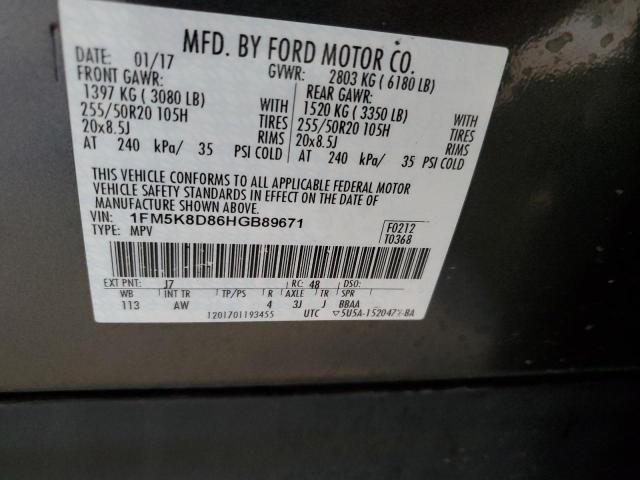 MFD. BY FORD MOTOR CO.
DATE: 01/17 GVWR: 2803 KG ( 6180 LB)
FRONT GAWR: REAR GAWR:
1397 KG ( 3080 LB) WITH 1520 KG ( 3350 LB) WITH
255/50R20 105H TIRES 255/50R20 105H TIRES
20x8.5J RIMS 20x8.5J RIMS
AT 240 kPa/ 35 PSI COLD AT 240 kPa/ 35 PSI COLD
THIS VEHICLE CONFORMS TO ALL APPLICABLE FEDERAL MOTOR
VEHICLE SAFETY STANDARDS IN EFFECT ON THE DATE OF
MANUFACTURE SHOWN ABOVE.
VIN: 1FM5K8D86HGB89671 F0212
TYPE: MPV T0368
EXT PNT: J7 RC: 48 DSO:
WB INT TR TP/PS R AXLE TR SPR
113 AW 4 3J J BBAA
1201701193455 UTC